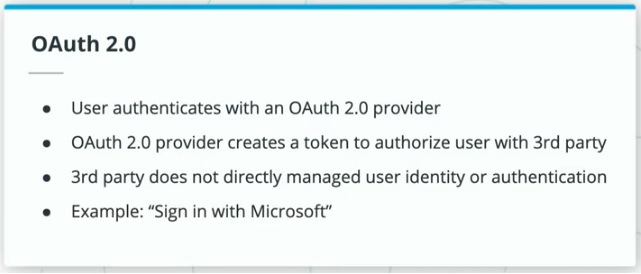 OAuth 2.0
● User authenticates with an OAuth 2.0 provider
● OAuth 2.0 provider creates a token to authorize user with 3rd party
● 3rd party does not directly managed user identity or authentication
● Example: “Sign in with Microsoft”